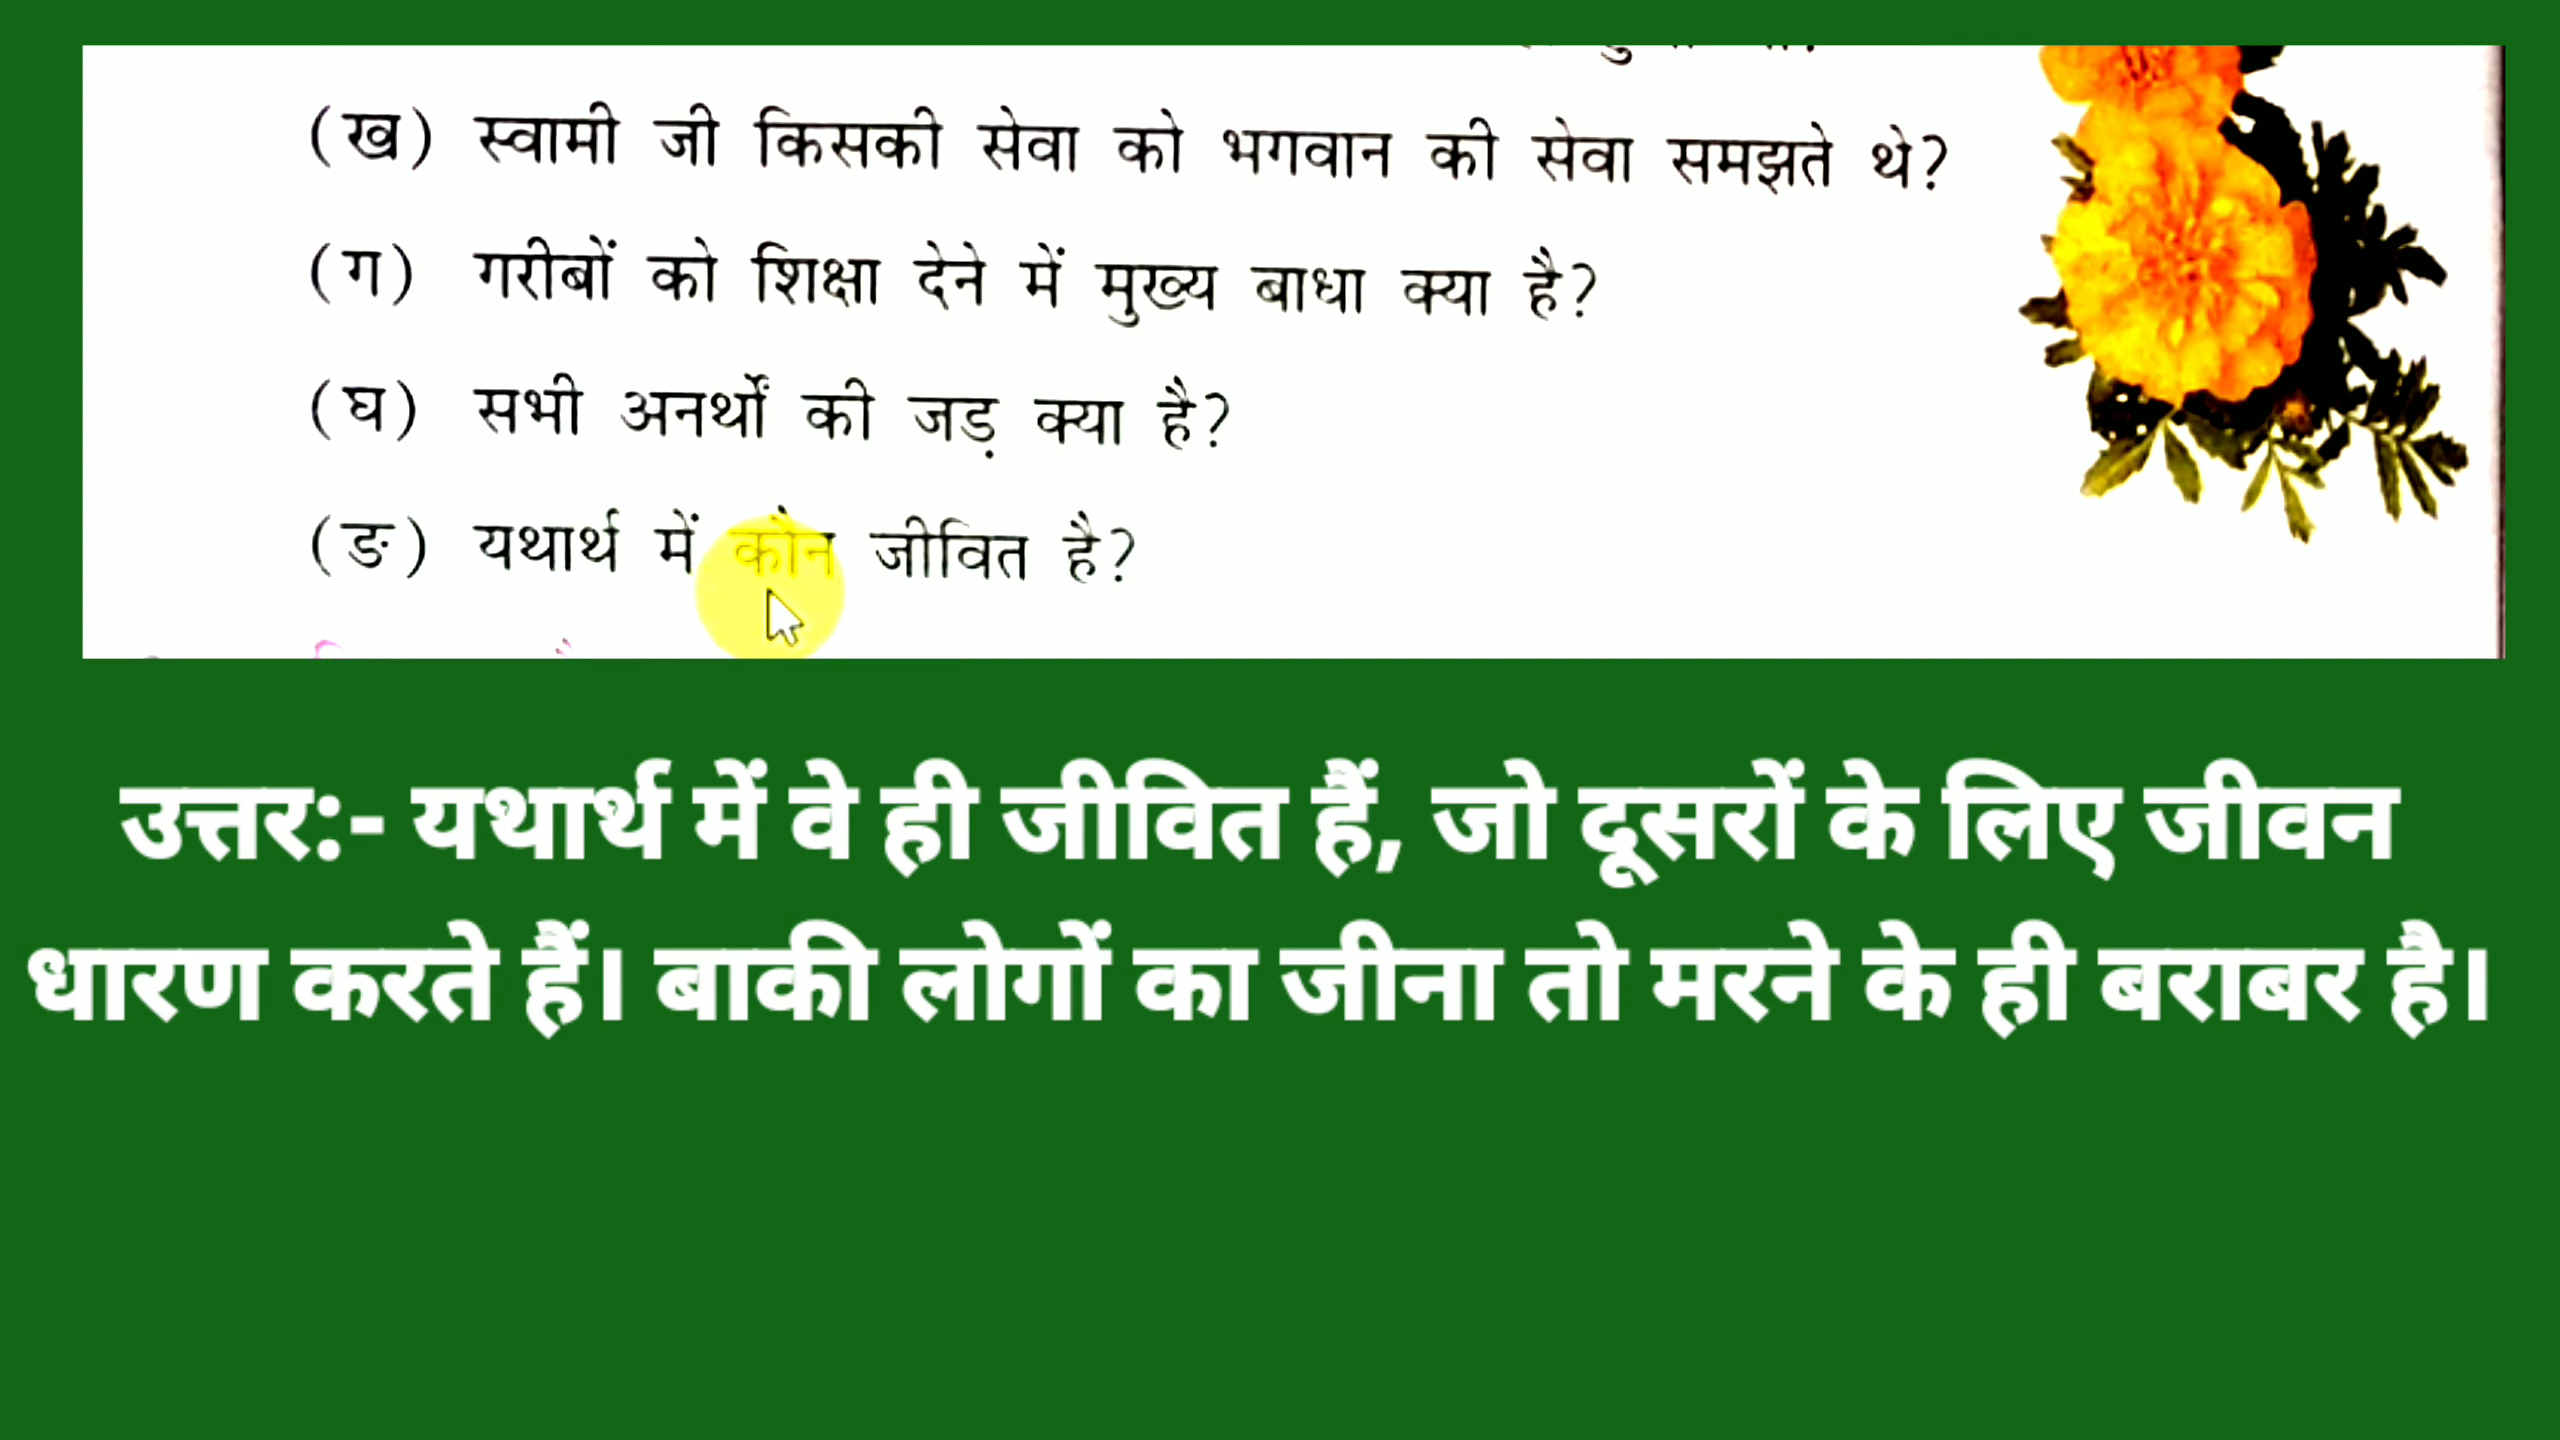 (ख) स्वामी जी किसकी सेवा को भगवान की सेवा समझते थे?
(ग) गरीबों को शिक्षा देने में मुख्य बाधा क्या है?
(घ) सभी अनर्थों की जड़ क्या है?
(ङ) यथार्थ में कौन जीवित है?
उत्तर:- यथार्थ में वे ही जीवित हैं, जो दूसरों के लिए जीवन
धारण करते हैं। बाकी लोगों का जीना तो मरने के ही बराबर है।